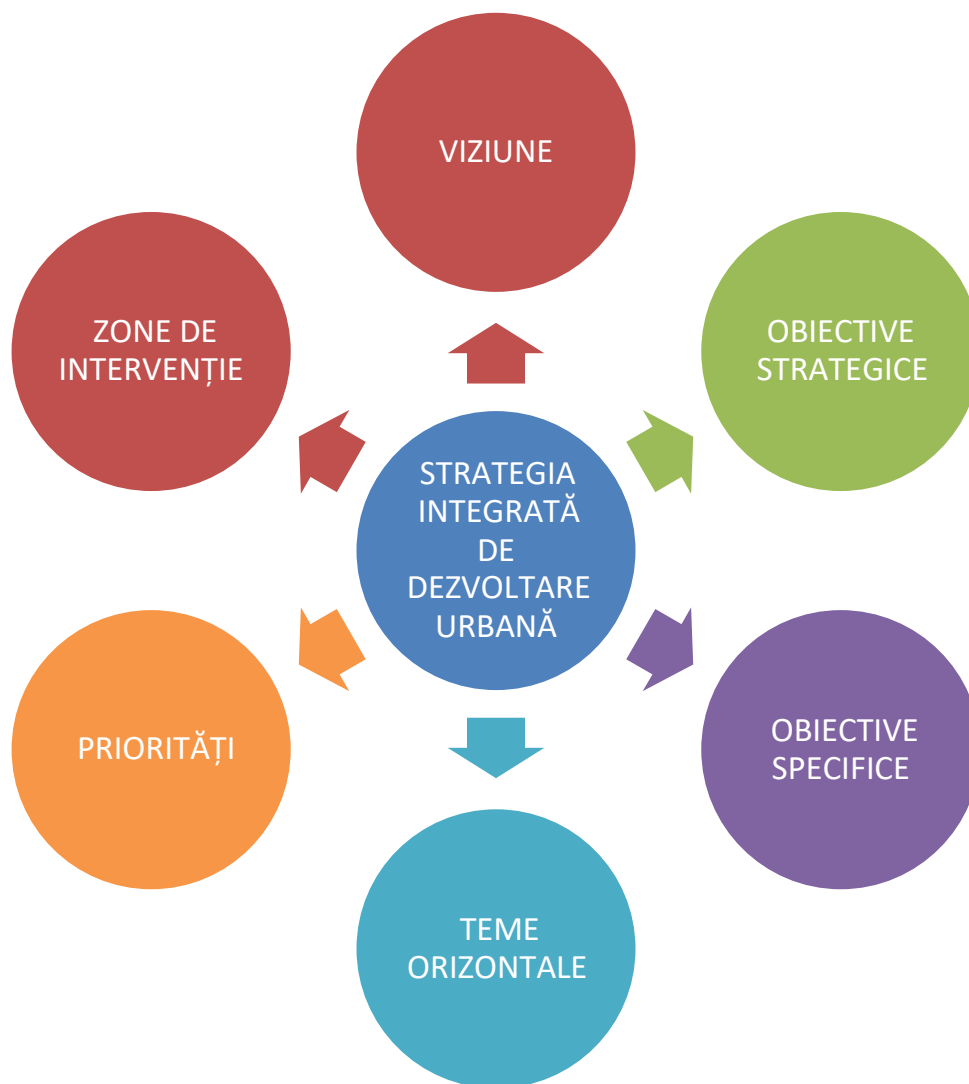 VIZIUNE
ZONE DE
INTERVENȚIE
OBIECTIVE
STRATEGICE
STRATEGIA
INTEGRATĂ
DE
DEZVOLTARE
URBANĂ
PRIORITĂȚI
OBIECTIVE
SPECIFICE
TEME
ORIZONTALE